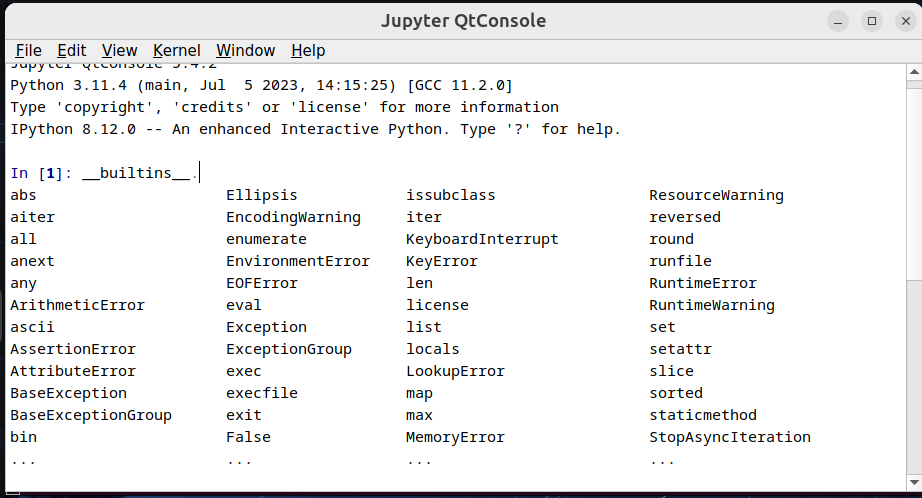 Jupyter QtConsole
File Edit View Kernel Window Help
Jupyter QtConsole 5.4.2
Python 3.11.4 (main, Jul  5 2023, 14:15:25) [GCC 11.2.0]
Type 'copyright', 'credits' or 'license' for more information
IPython 8.12.0 -- An enhanced Interactive Python. Type '?' for help.
In [1]: __builtins__.
abs Ellipsis issubclass ResourceWarning
aiter EncodingWarning iter reversed
all enumerate KeyboardInterrupt round
anext EnvironmentError KeyError runfile
any EOFError len RuntimeError
ArithmeticError eval license RuntimeWarning
ascii Exception list set
AssertionError ExceptionGroup locals setattr
AttributeError exec LookupError slice
BaseException execfile map sorted
BaseExceptionGroup exit max staticmethod
bin False MemoryError StopAsyncIteration
... ... ... ...